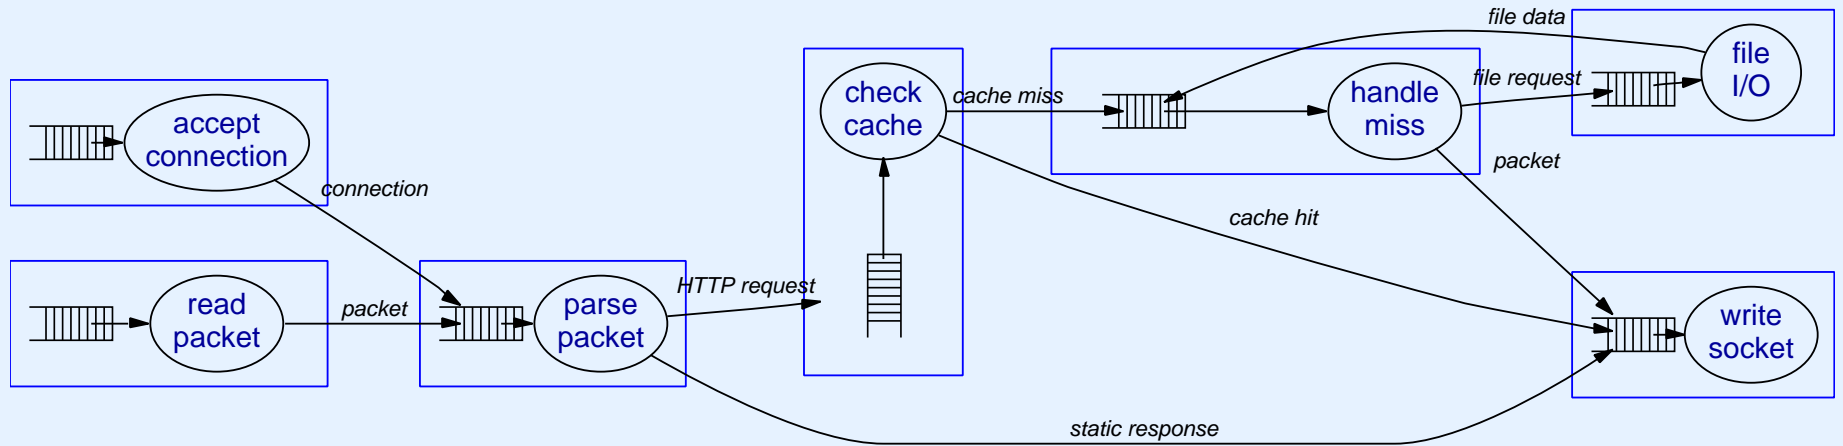 accept
connection
connection
read
packet
packet
parse
packet
HTTP request
check
cache
cache miss
cache hit
static response
handle
miss
file data
file request
packet
file
I/O
write
socket